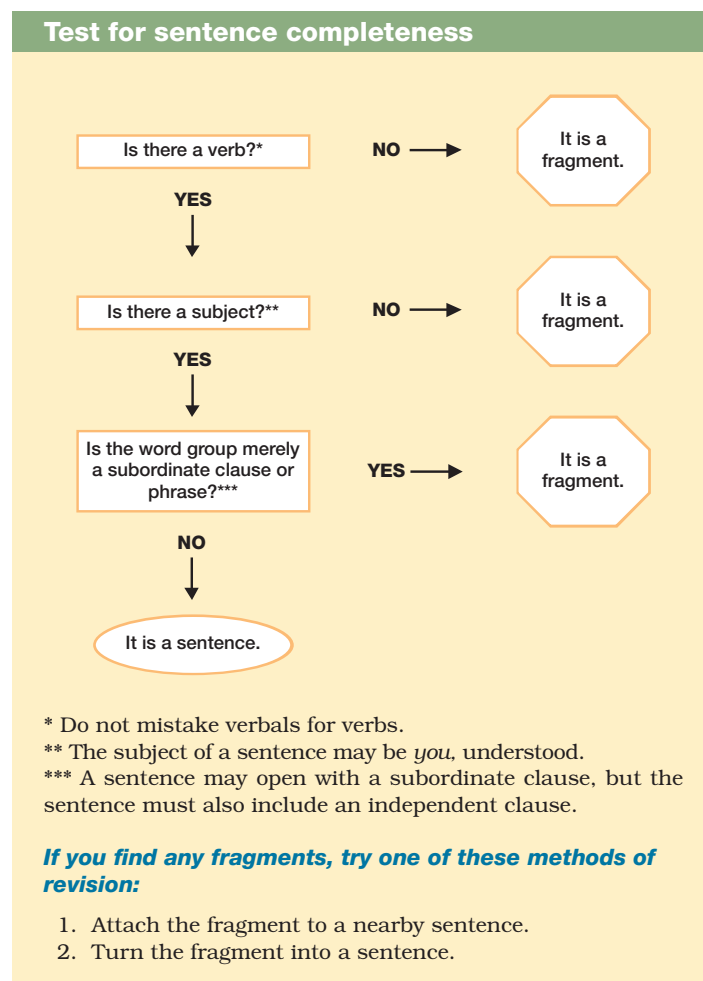 Test for sentence completeness
Is there a verb?*
NO
It is a
fragment.
YES
Is there a subject?**
NO
It is a
fragment.
YES
Is the word group merely
a subordinate clause or
phrase?***
YES
It is a
fragment.
NO
It is a sentence.
* Do not mistake verbals for verbs.
** The subject of a sentence may be you, understood.
*** A sentence may open with a subordinate clause, but the
sentence must also include an independent clause.
If you find any fragments, try one of these methods of
revision:
1. Attach the fragment to a nearby sentence.
2. Turn the fragment into a sentence.